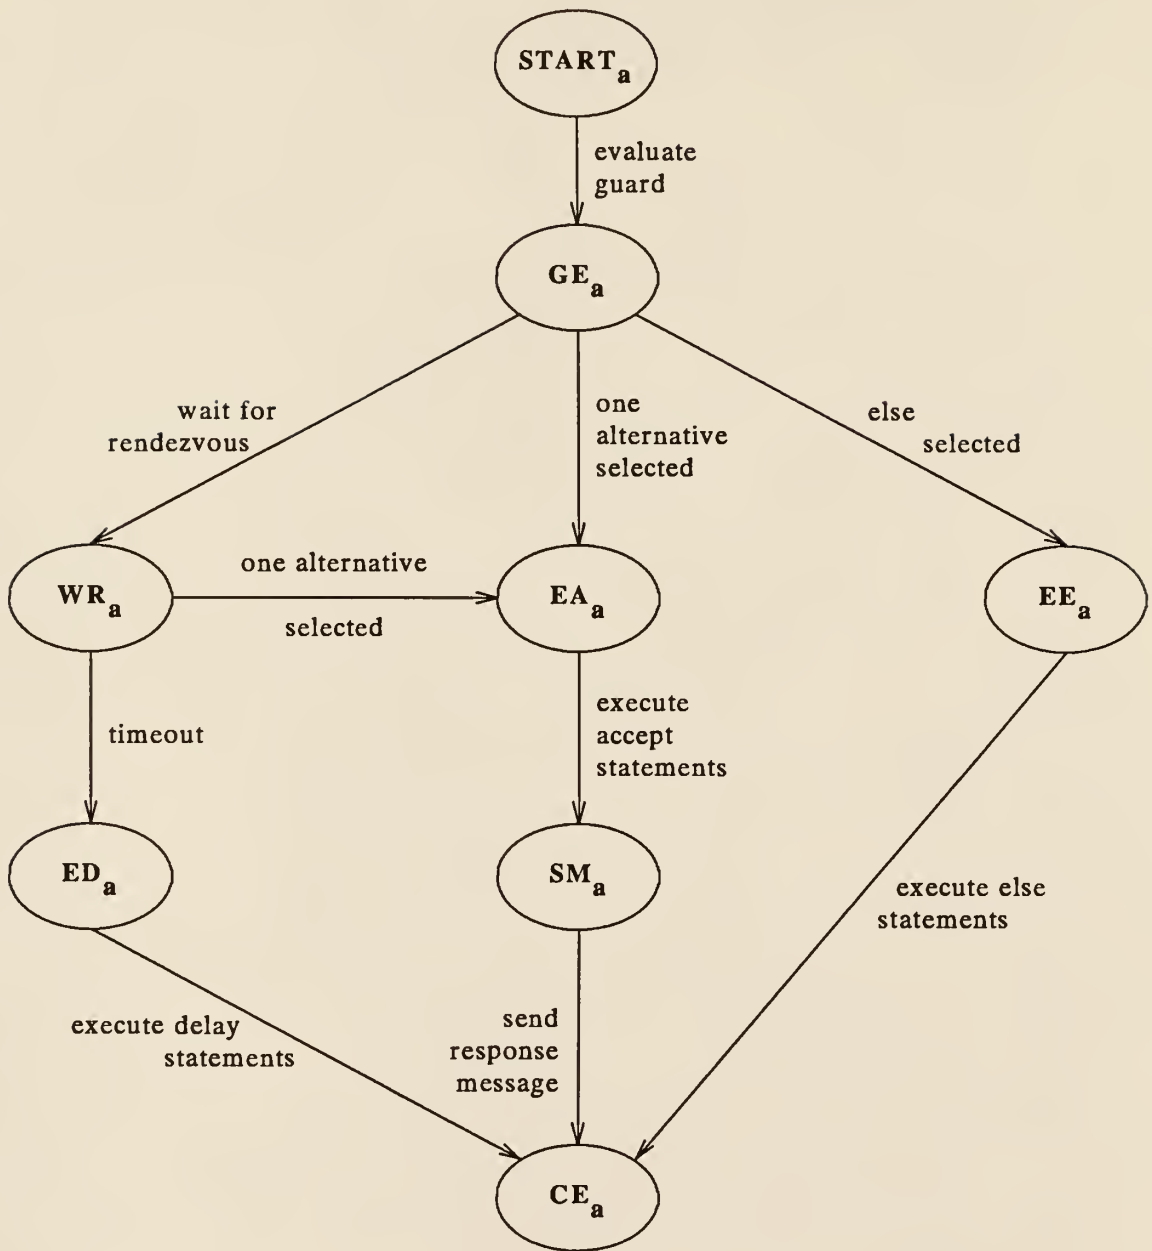 START_a
evaluate
guard
GE_a
wait for
rendezvous
one
alternative
selected
else
selected
WR_a
one alternative
selected
EA_a
EE_a
timeout
execute
accept
statements
ED_a
SM_a
execute else
statements
execute delay
statements
send
response
message
CE_a